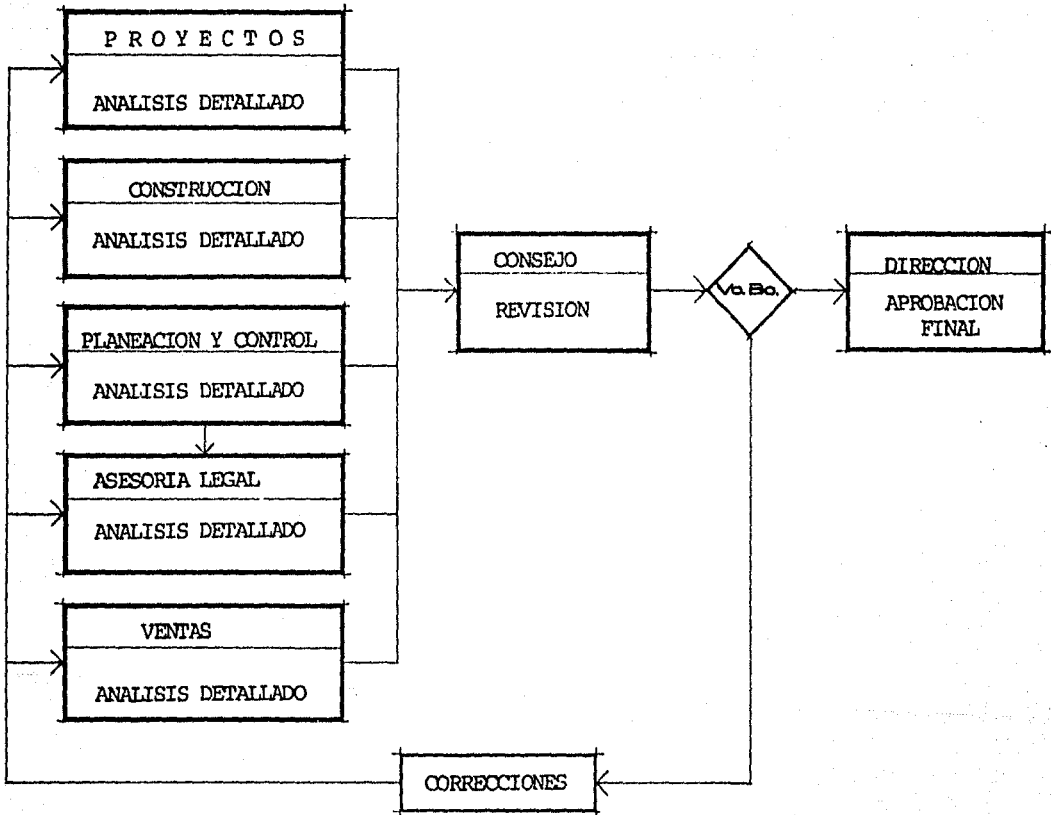 P R O Y E C T O S
ANALISIS DETALLADO
CONSTRUCCION
ANALISIS DETALLADO
PLANEACION Y CONTROL
ANALISIS DETALLADO
ASESORIA LEGAL
ANALISIS DETALLADO
VENTAS
ANALISIS DETALLADO
CONSEJO
REVISION
Vo. Bo.
DIRECCION
APROBACION
FINAL
CORRECCIONES